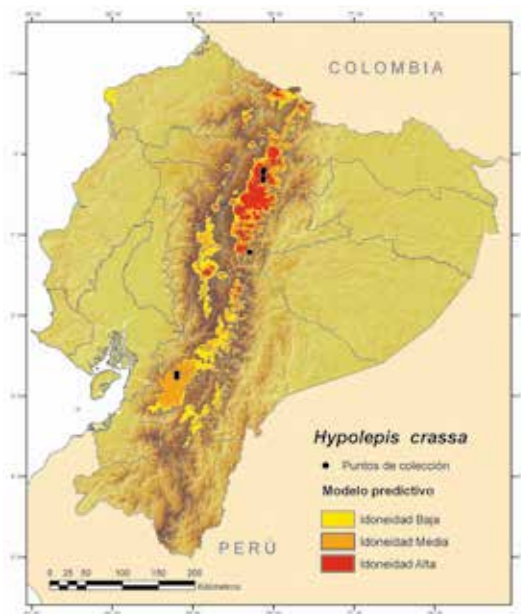 COLOMBIA
Hypolepis crassa
Puntos de colección
Modelo predictivo
Idoneidad Baja
Idoneidad Media
Idoneidad Alta
PERÚ
0 25 50 100 150 200
Kilómetros